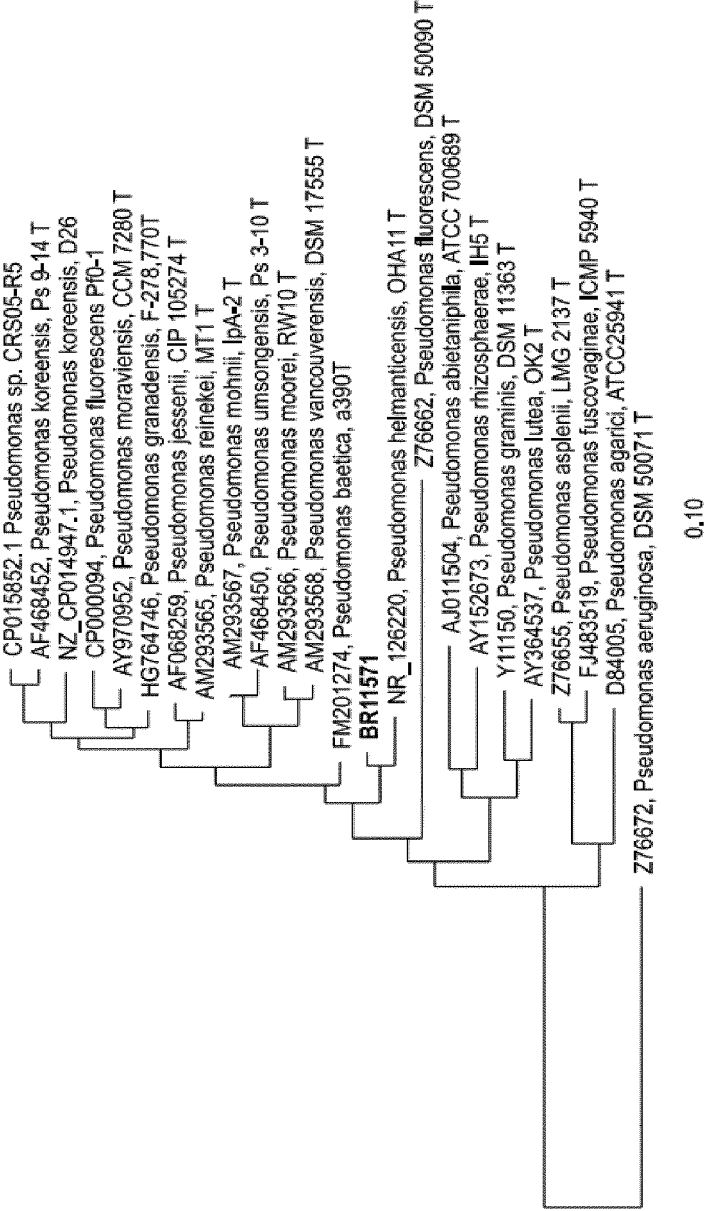 CP015852.1 Pseudomonas sp. CRS05-R5
AF468452, Pseudomonas koreensis, Ps 9-14 T
NZ_CP014947.1, Pseudomonas koreensis, D26
CP000094, Pseudomonas fluorescens Pf0-1
AY970952, Pseudomonas moraviensis, CCM 7280 T
HG764746, Pseudomonas granadensis, F-278,770T
AF068259, Pseudomonas jessenii, CIP 105274 T
AM293565, Pseudomonas reinekei, MT1 T
AM293567, Pseudomonas mohnii, IpA-2 T
AF468450, Pseudomonas umsongensis, Ps 3-10 T
AM293566, Pseudomonas moorei, RW10 T
AM293568, Pseudomonas vancouverensis, DSM 17555 T
FM201274, Pseudomonas baetica, a390T
BR11571
NR_126220, Pseudomonas helmanticensis, OHA11 T
Z76662, Pseudomonas fluorescens, DSM 50090 T
AJ011504, Pseudomonas abietaniphila, ATCC 700689 T
AY152673, Pseudomonas rhizosphaerae, IH5 T
Y11150, Pseudomonas graminis, DSM 11363 T
AY364537, Pseudomonas lutea, OK2 T
Z76655, Pseudomonas asplenii, LMG 2137 T
FJ483519, Pseudomonas fuscovaginae, ICMP 5940 T
D84005, Pseudomonas agarici, ATCC25941 T
Z76672, Pseudomonas aeruginosa, DSM 50071 T
0.10